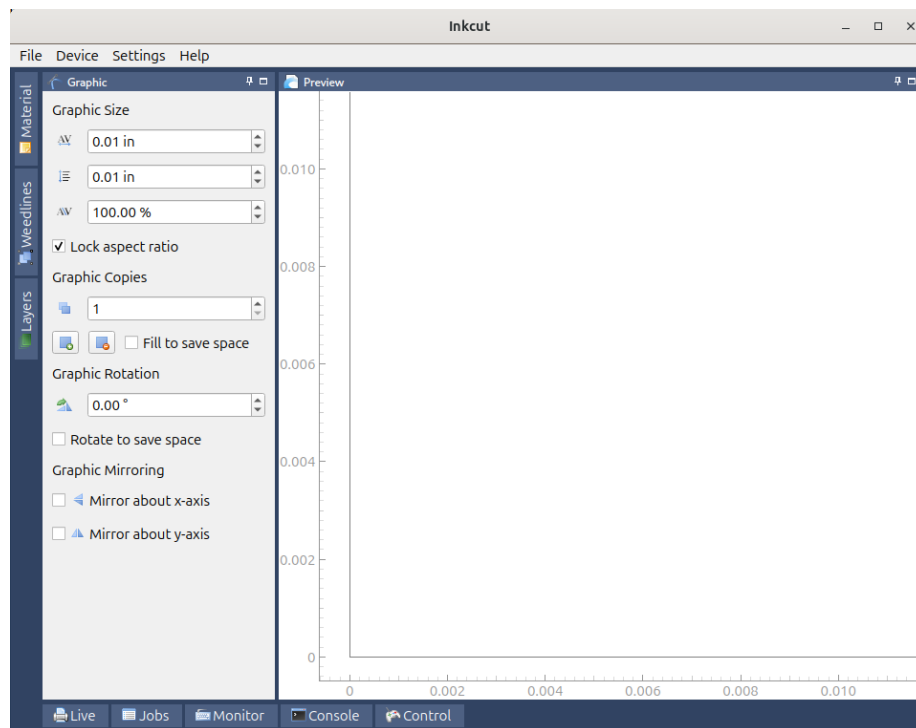 Inkcut
File Device Settings Help
Material
Weedlines
Layers
Graphic
Graphic Size
0.01 in
0.01 in
100.00 %
Lock aspect ratio
Graphic Copies
1
Fill to save space
Graphic Rotation
0.00 °
Rotate to save space
Graphic Mirroring
Mirror about x-axis
Mirror about y-axis
Preview
0.010
0.008
0.006
0.004
0.002
0
0 0.002 0.004 0.006 0.008 0.010
Live Jobs Monitor Console Control